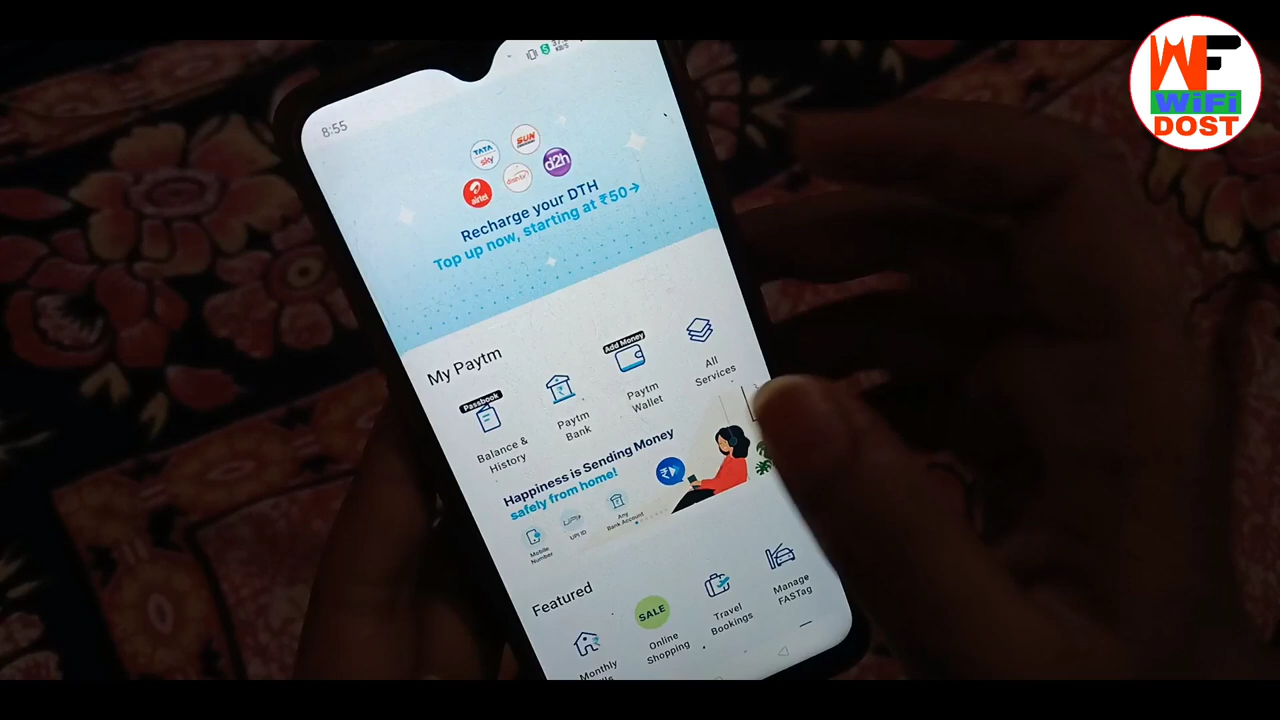 WF
WiFi
DOST
8:55
TATA
sky
SUN
airtel
dishtv
d2h
Recharge your DTH
Top up now, starting at ₹50→
My Paytm
Passbook
Balance &
History
Paytm
Bank
Add Money
Paytm
Wallet
All
Services
Happiness is Sending Money
safely from home!
Mobile
Number
UPI ID
Any
Bank Account
Featured
Monthly
SALE
Online
Shopping
Travel
Bookings
Manage
FASTag